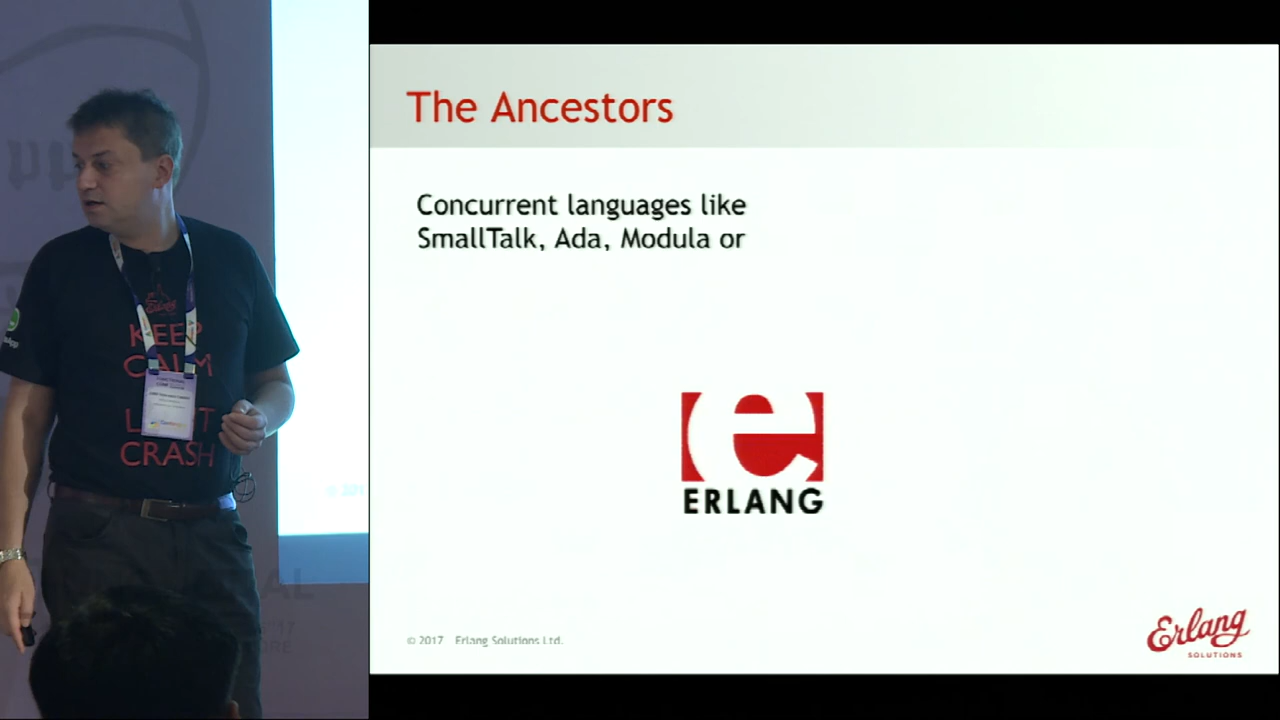 The Ancestors
Concurrent languages like
SmallTalk, Ada, Modula or
e
ERLANG
© 2017 Erlang Solutions Ltd.
Erlang
SOLUTIONS
Erlang
KEEP
CALM
CRASH